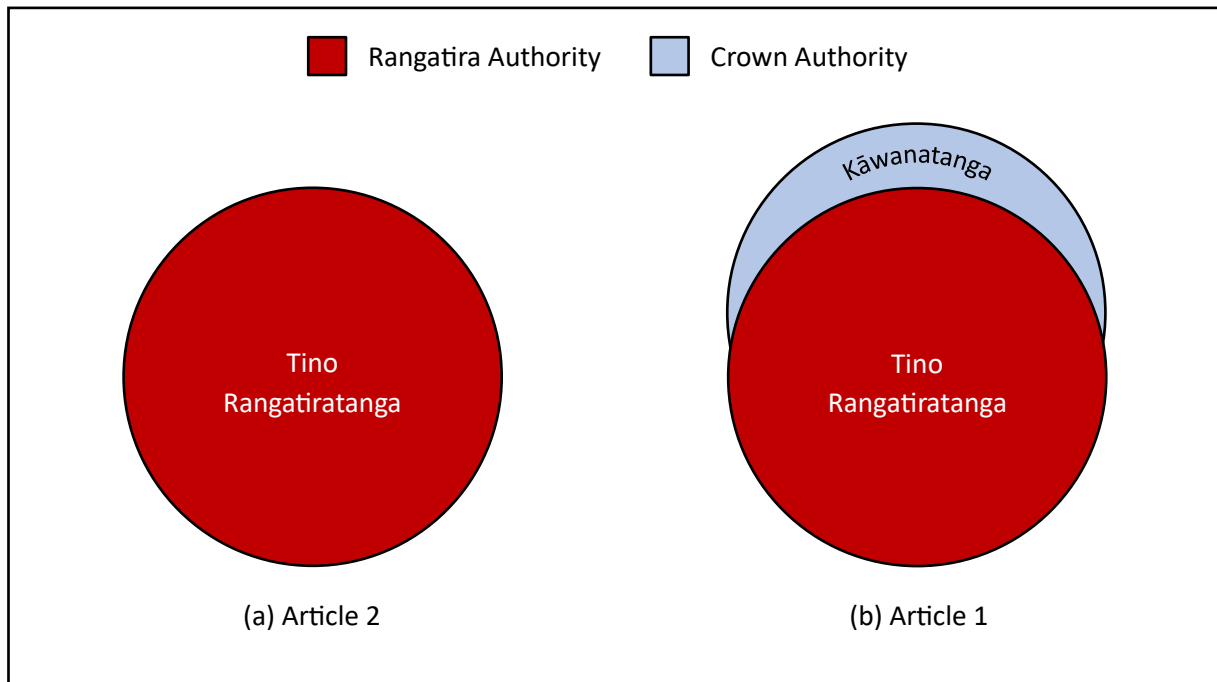 Rangatira Authority
Crown Authority
Tino
Rangatiratanga
(a) Article 2
Kāwanatanga
Tino
Rangatiratanga
(b) Article 1